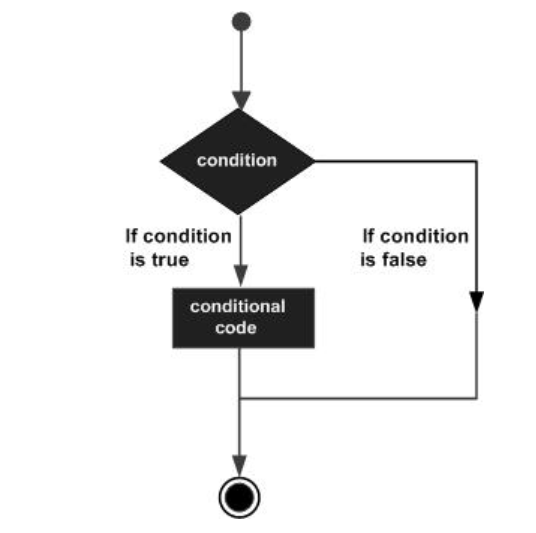 condition
If condition
is true
If condition
is false
conditional
code